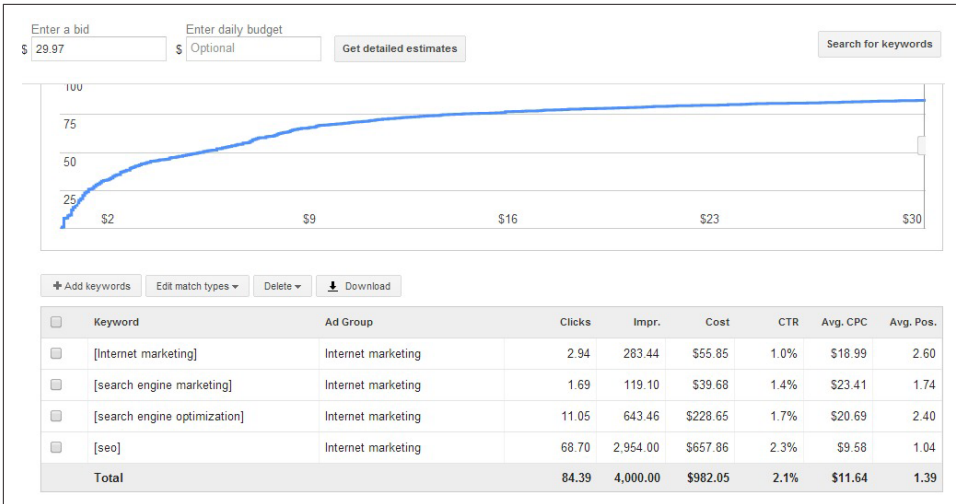 Enter a bid Enter daily budget
$ 29.97 $ Optional Get detailed estimates Search for keywords
100
75
50
25
$2 $9 $16 $23 $30
Add keywords Edit match types Delete Download
Keyword Ad Group Clicks Impr. Cost CTR Avg. CPC Avg. Pos.
[Internet marketing] Internet marketing 2.94 283.44 $55.85 1.0% $18.99 2.60
[search engine marketing] Internet marketing 1.69 119.10 $39.68 1.4% $23.41 1.74
[search engine optimization] Internet marketing 11.05 643.46 $228.65 1.7% $20.69 2.40
[seo] Internet marketing 68.70 2,954.00 $657.86 2.3% $9.58 1.04
Total 84.39 4,000.00 $982.05 2.1% $11.64 1.39